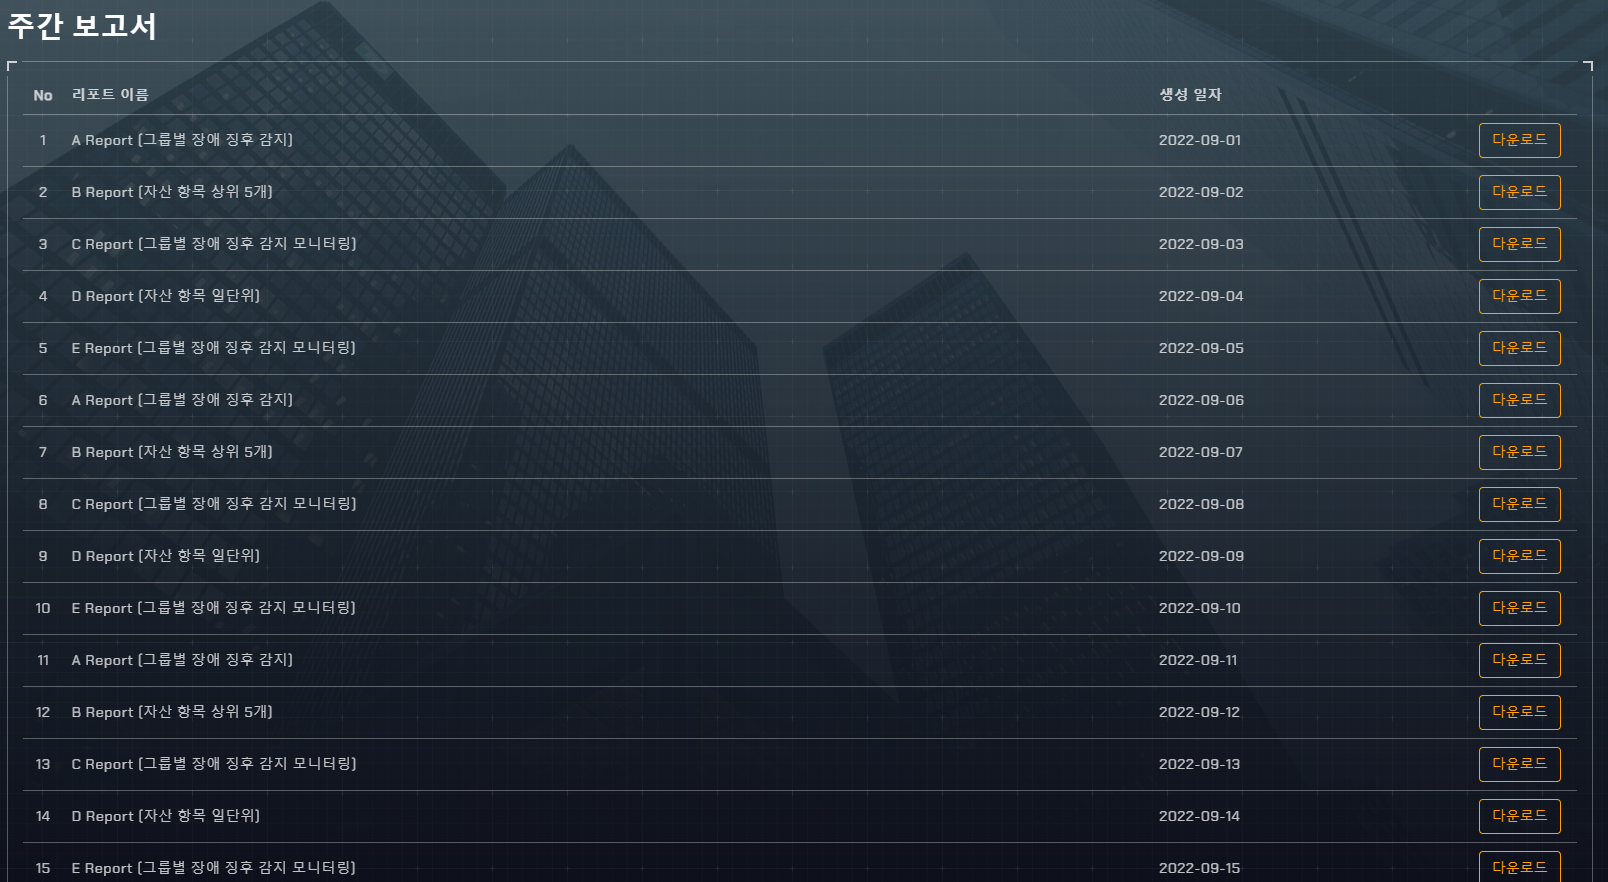 주간 보고서
No 리포트 이름 생성 일자
1 A Report (그룹별 장애 징후 감지) 2022-09-01 다운로드
2 B Report (자산 항목 상위 5개) 2022-09-02 다운로드
3 C Report (그룹별 장애 징후 감지 모니터링) 2022-09-03 다운로드
4 D Report (자산 항목 일단위) 2022-09-04 다운로드
5 E Report (그룹별 장애 징후 감지 모니터링) 2022-09-05 다운로드
6 A Report (그룹별 장애 징후 감지) 2022-09-06 다운로드
7 B Report (자산 항목 상위 5개) 2022-09-07 다운로드
8 C Report (그룹별 장애 징후 감지 모니터링) 2022-09-08 다운로드
9 D Report (자산 항목 일단위) 2022-09-09 다운로드
10 E Report (그룹별 장애 징후 감지 모니터링) 2022-09-10 다운로드
11 A Report (그룹별 장애 징후 감지) 2022-09-11 다운로드
12 B Report (자산 항목 상위 5개) 2022-09-12 다운로드
13 C Report (그룹별 장애 징후 감지 모니터링) 2022-09-13 다운로드
14 D Report (자산 항목 일단위) 2022-09-14 다운로드
15 E Report (그룹별 장애 징후 감지 모니터링) 2022-09-15 다운로드